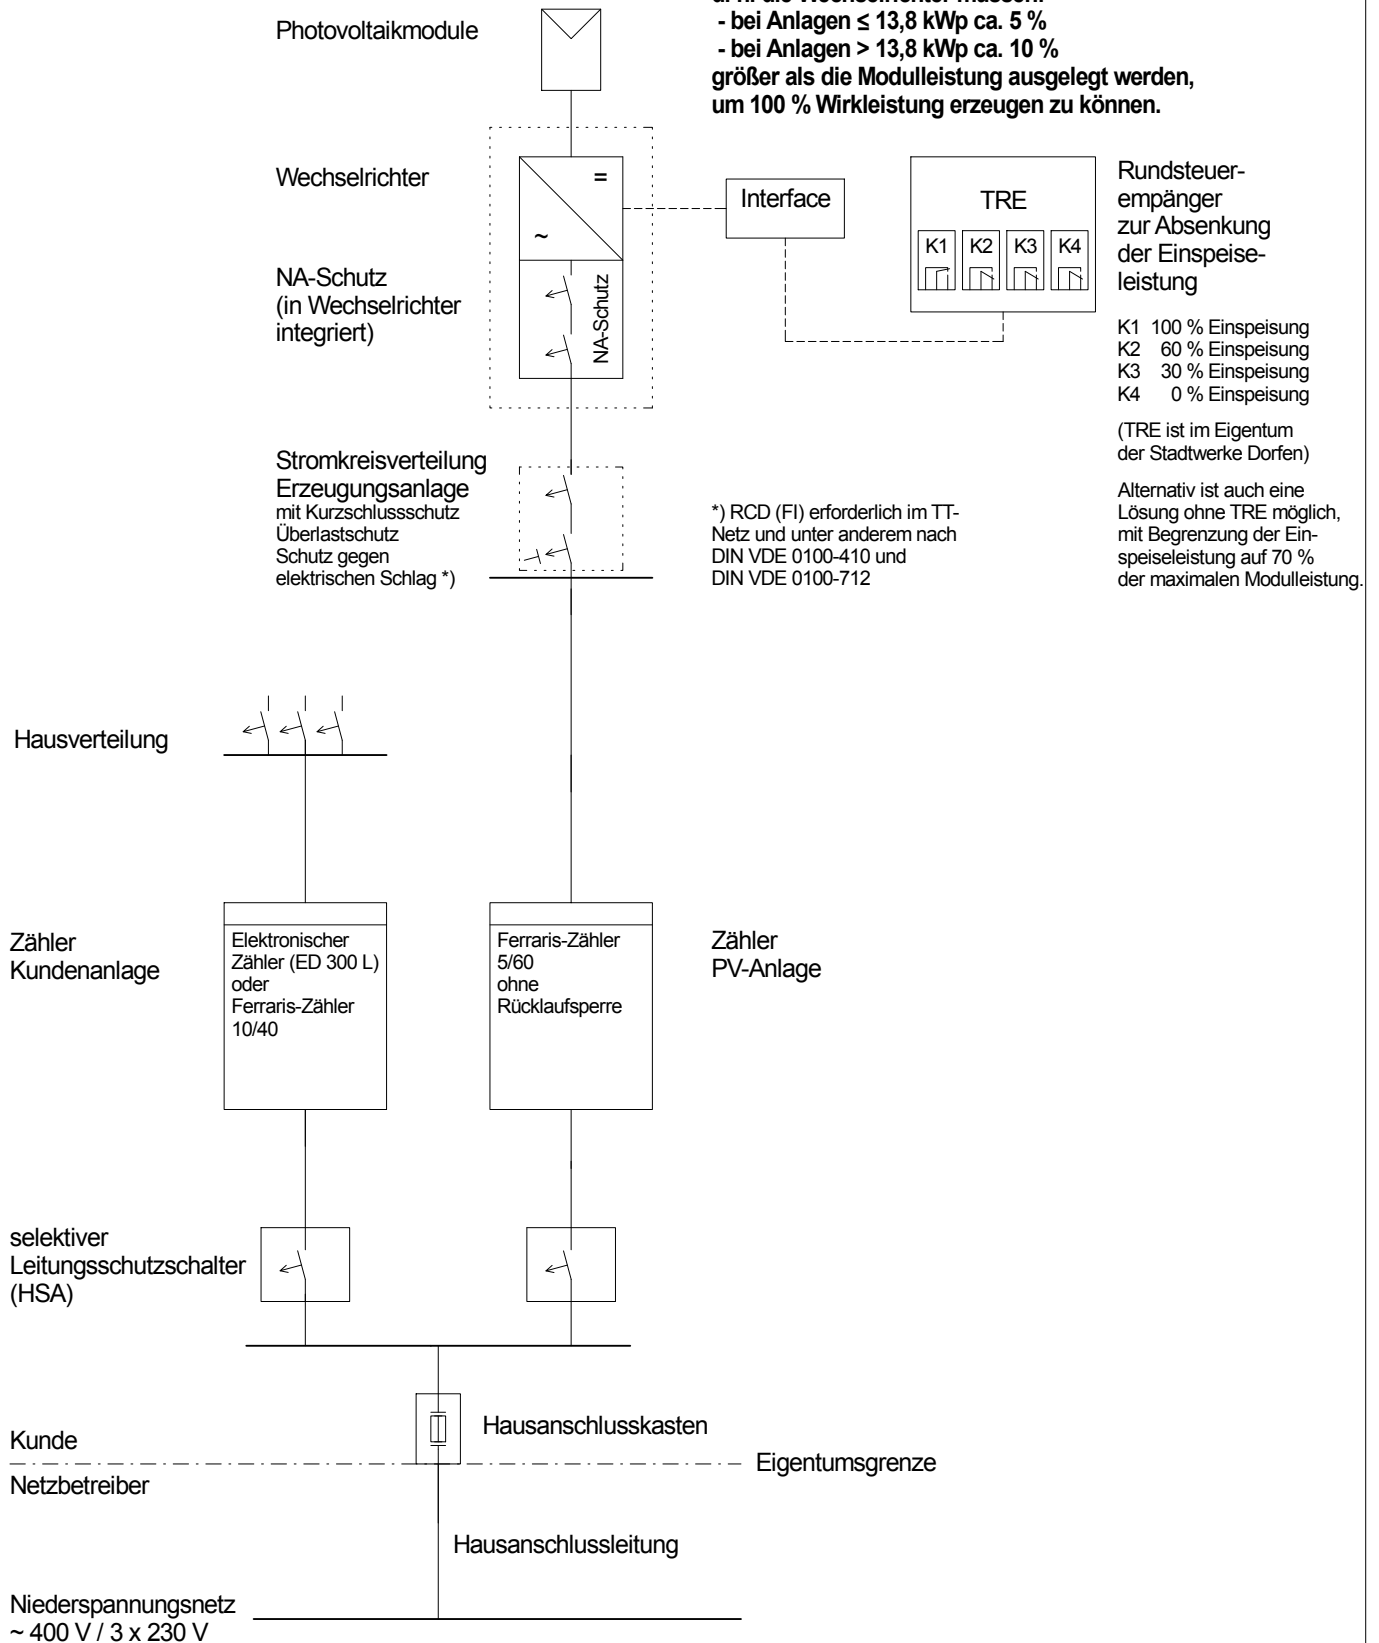 d. h. die Wechselrichter müssen:
- bei Anlagen ≤ 13,8 kWp ca. 5 %
- bei Anlagen > 13,8 kWp ca. 10 %
größer als die Modulleistung ausgelegt werden,
um 100 % Wirkleistung erzeugen zu können.
Photovoltaikmodule
Wechselrichter
=
~
NA-Schutz
(in Wechselrichter
integriert)
NA-Schutz
Interface
TRE
K1 K2 K3 K4
Rundsteuer-
empänger
zur Absenkung
der Einspeise-
leistung
K1 100 % Einspeisung
K2 60 % Einspeisung
K3 30 % Einspeisung
K4 0 % Einspeisung
(TRE ist im Eigentum
der Stadtwerke Dorfen)
Alternativ ist auch eine
Lösung ohne TRE möglich,
mit Begrenzung der Ein-
speiseleistung auf 70 %
der maximalen Modulleistung.
Stromkreisverteilung
Erzeugungsanlage
mit Kurzschlussschutz
Überlastschutz
Schutz gegen
elektrischen Schlag *)
*) RCD (FI) erforderlich im TT-
Netz und unter anderem nach
DIN VDE 0100-410 und
DIN VDE 0100-712
Hausverteilung
Zähler
Kundenanlage
Elektronischer
Zähler (ED 300 L)
oder
Ferraris-Zähler
10/40
Ferraris-Zähler
5/60
ohne
Rücklaufsperre
Zähler
PV-Anlage
selektiver
Leitungsschutzschalter
(HSA)
Hausanschlusskasten
Kunde
Eigentumsgrenze
Netzbetreiber
Hausanschlussleitung
Niederspannungsnetz
~ 400 V / 3 x 230 V